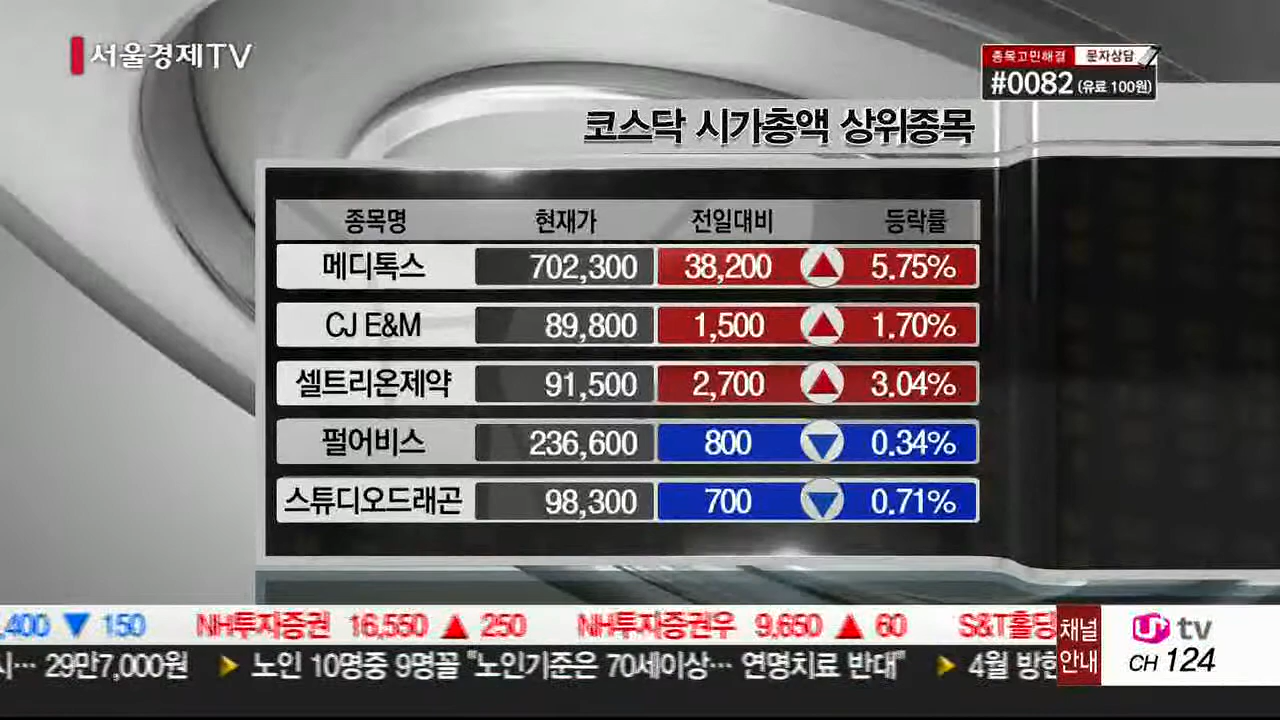 서울경제TV
종목고민해결 문자상담
#0082 (유료 100원)
코스닥 시가총액 상위종목
종목명 현재가 전일대비 등락률
메디톡스 702,300 38,200 ▲ 5.75%
CJ E&M 89,800 1,500 ▲ 1.70%
셀트리온제약 91,500 2,700 ▲ 3.04%
펄어비스 236,600 800 ▼ 0.34%
스튜디오드래곤 98,300 700 ▼ 0.71%
,400 ▼ 150 NH투자증권 16,550 ▲ 250 NH투자증권우 9,650 ▲ 60 S&T홀딩
시… 29만7,000원 ▶ 노인 10명중 9명꼴 "노인기준은 70세이상… 연명치료 반대" ▶ 4월 방한
채널
안내
U+ tv
CH 124